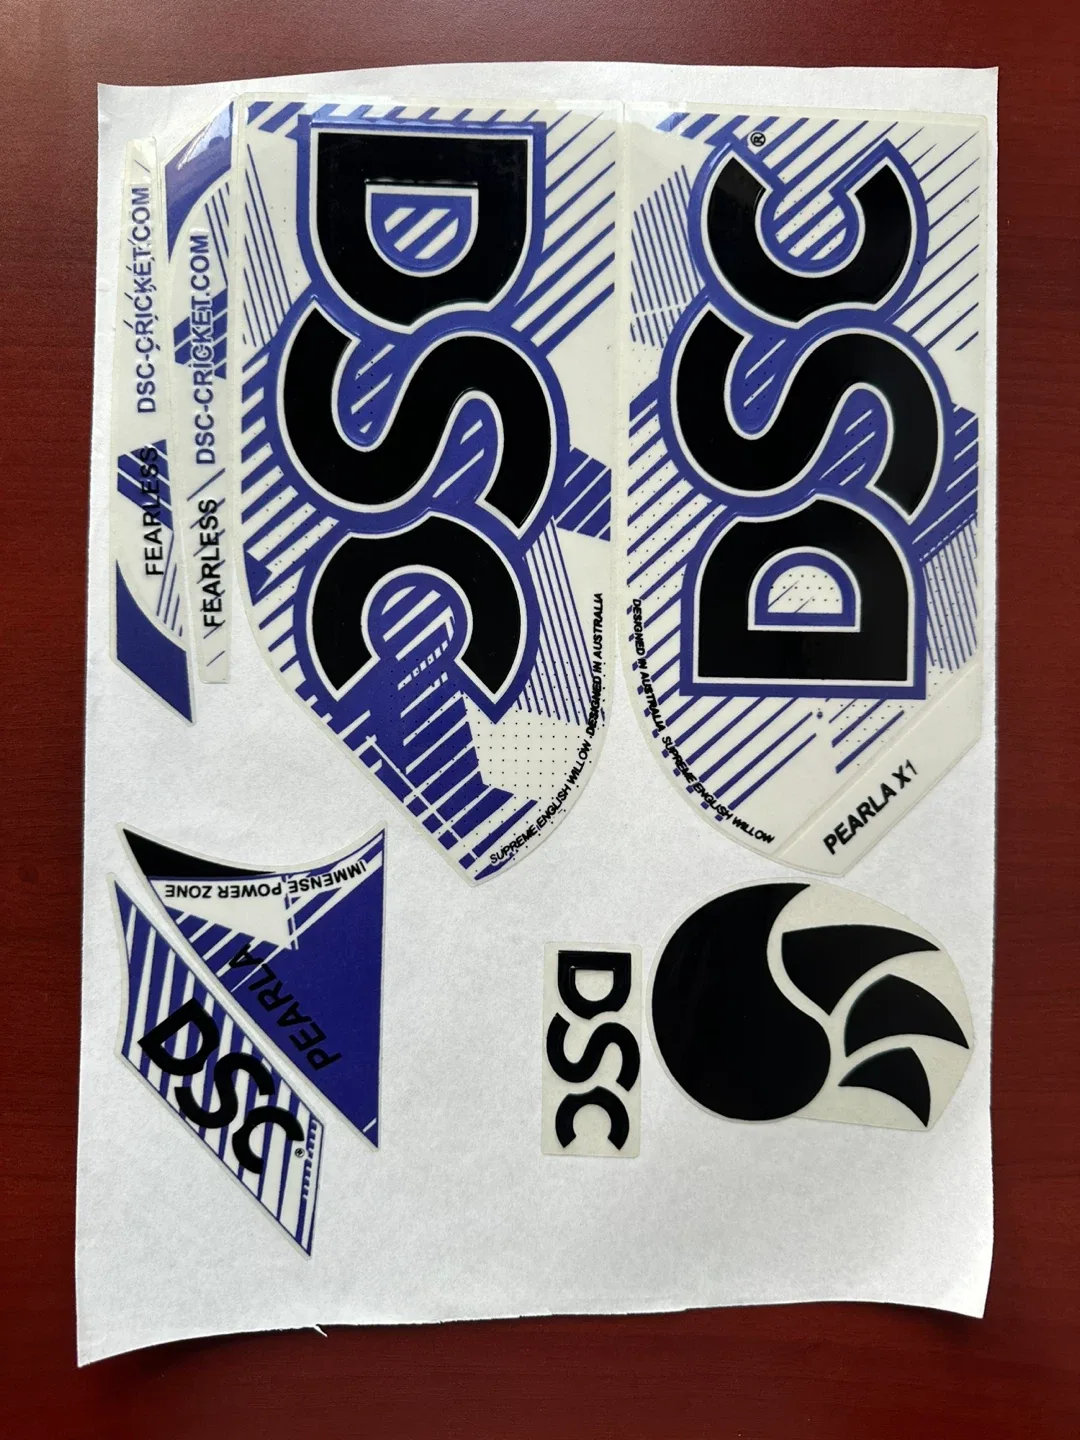 FEARLESS DSC-CRICKET.COM
FEARLESS DSC-CRICKET.COM
DSC
SUPREME ENGLISH WILLOW DESIGNED IN AUSTRALIA
DSC®
DESIGNED IN AUSTRALIA SUPREME ENGLISH WILLOW
PEARLA X1
IMMENSE POWER ZONE
PEARLA
DSC®
DSC